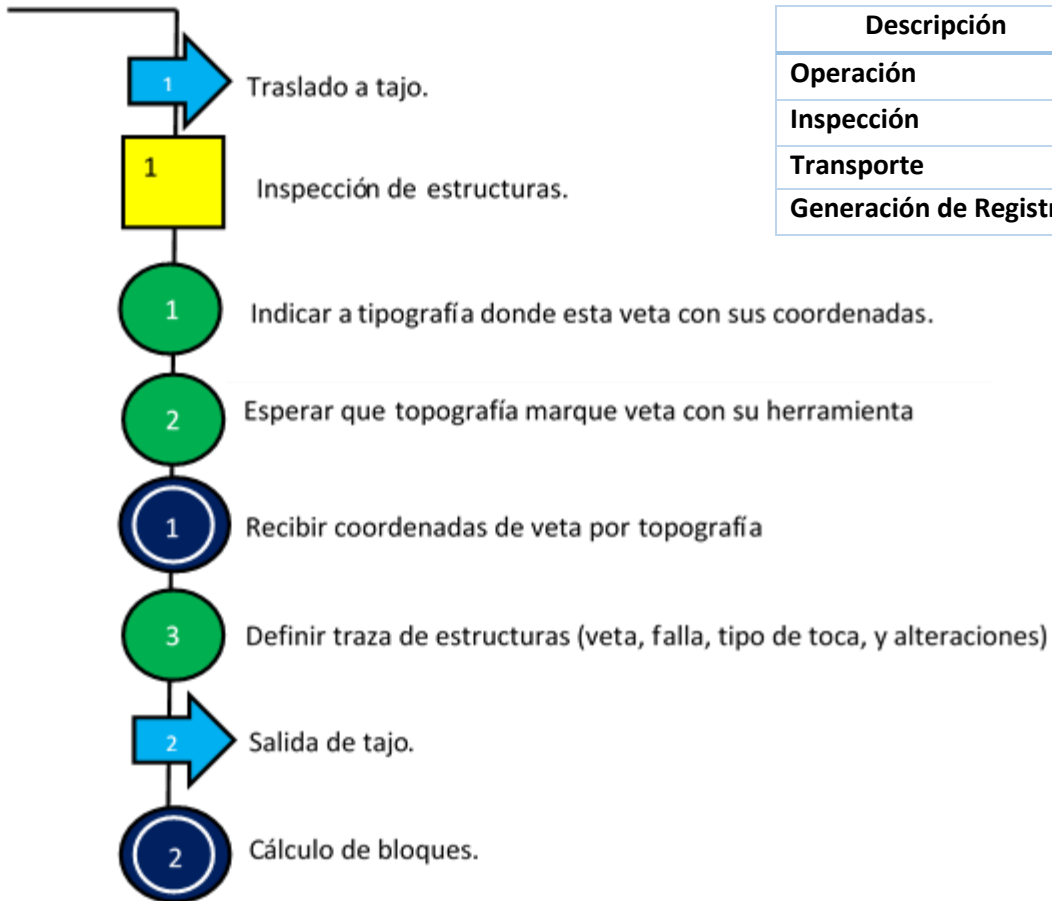 Descripción
Operación
Inspección
Transporte
Generación de Registr
1 Traslado a tajo.
1 Inspección de estructuras.
1 Indicar a tipografía donde esta veta con sus coordenadas.
2 Esperar que topografía marque veta con su herramienta
1 Recibir coordenadas de veta por topografía
3 Definir traza de estructuras (veta, falla, tipo de toca, y alteraciones)
2 Salida de tajo.
2 Cálculo de bloques.